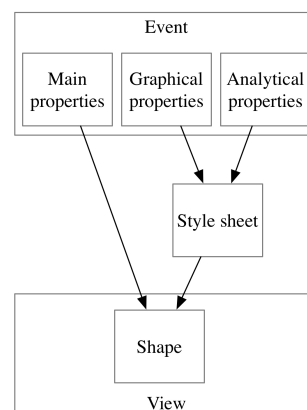 Event
Main
properties
Graphical
properties
Analytical
properties
Style sheet
Shape
View